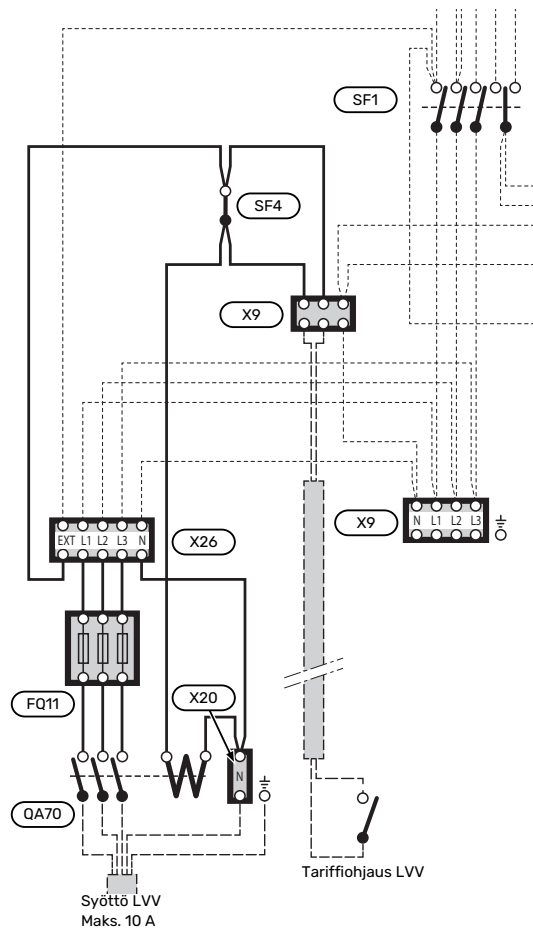 SF1
SF4
X9
X9
N L1 L2 L3
EXT L1 L2 L3 N
X26
FQ11
X20
N
QA70
Tariffiohjaus LVV
Syöttö LVV
Maks. 10 A